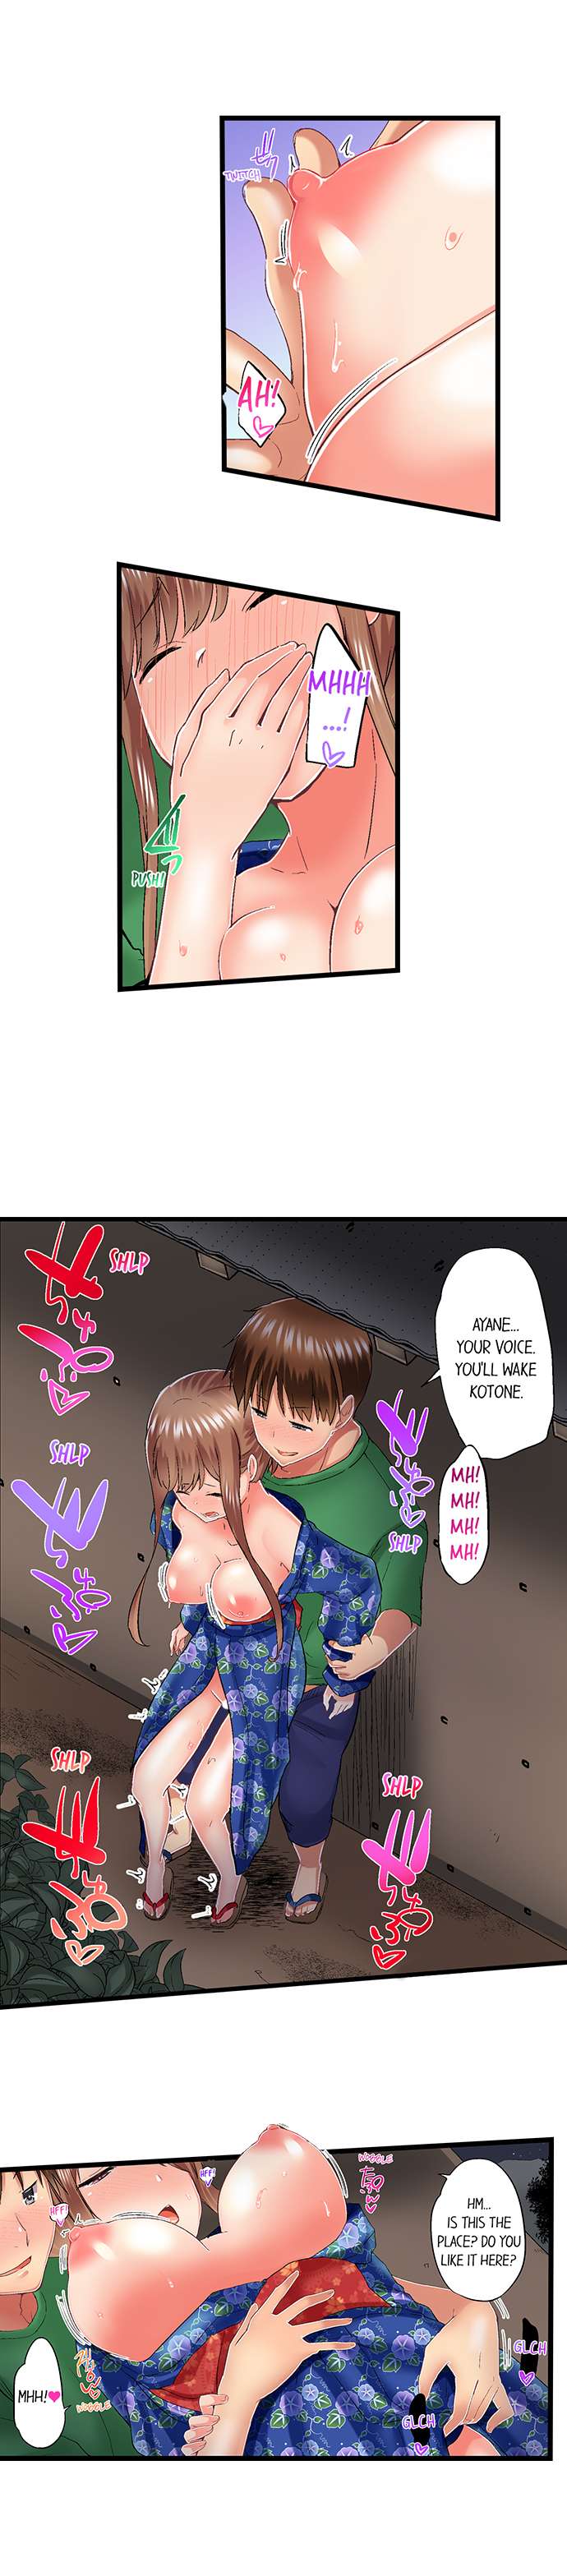 TWITCH
AH!
MHHH
...!
PUSH!
SHLP
AYANE...
YOUR VOICE.
YOU'LL WAKE
KOTONE.
SHLP
MH!
MH!
MH!
MH!
SHLP
SHLP
SHLP
WOBBLE
HFF!
HFF!
HM...
IS THIS THE
PLACE? DO YOU
LIKE IT HERE?
GLCH
MHH!♥
WOBBLE
GLCH